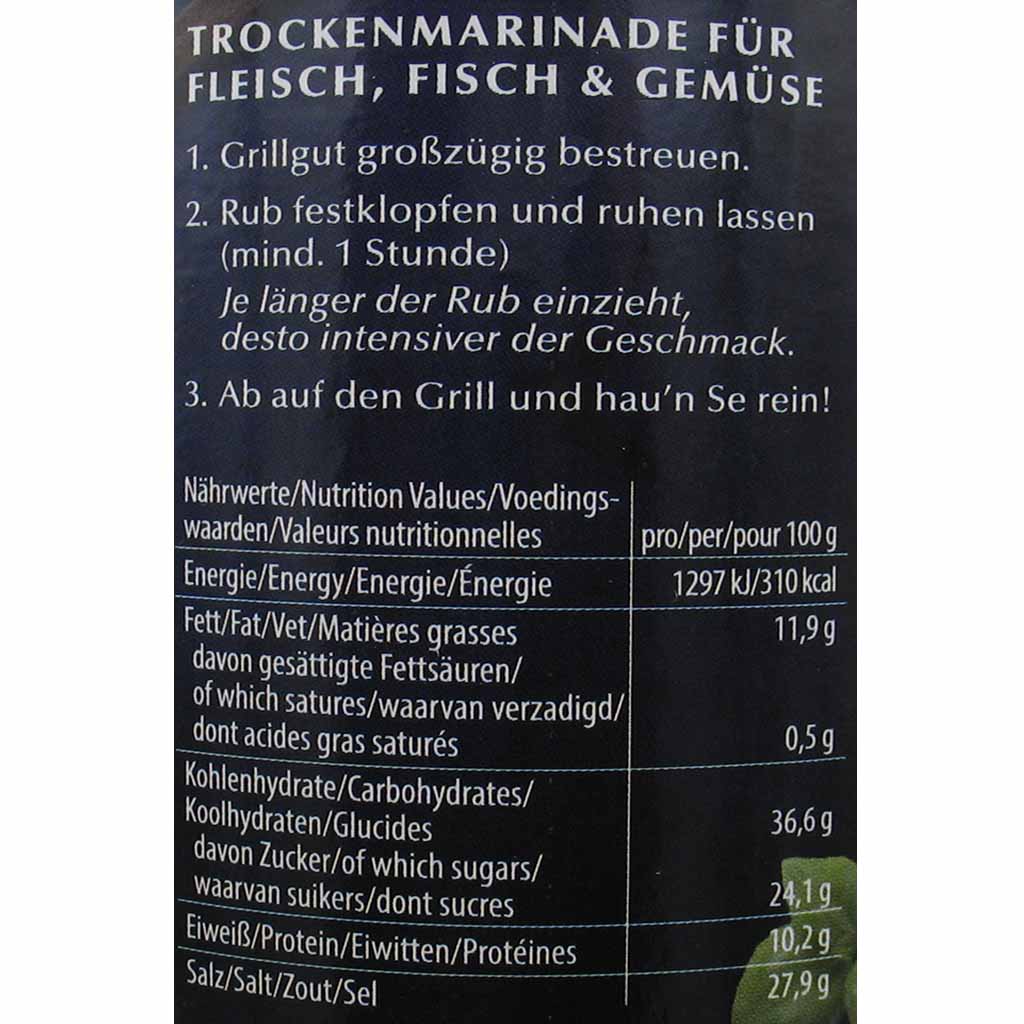 TROCKENMARINADE FÜR
FLEISCH, FISCH & GEMÜSE
1. Grillgut großzügig bestreuen.
2. Rub festklopfen und ruhen lassen
(mind. 1 Stunde)
Je länger der Rub einzieht,
desto intensiver der Geschmack.
3. Ab auf den Grill und hau'n Se rein!
Nährwerte/Nutrition Values/Voedings-
waarden/Valeurs nutritionnelles pro/per/pour 100 g
Energie/Energy/Energie/Énergie 1297 kJ/310 kcal
Fett/Fat/Vet/Matières grasses 11,9 g
davon gesättigte Fettsäuren/
of which satures/waarvan verzadigd/
dont acides gras saturés 0,5 g
Kohlenhydrate/Carbohydrates/
Koolhydraten/Glucides 36,6 g
davon Zucker/of which sugars/
waarvan suikers/dont sucres 24,1 g
Eiweiß/Protein/Eiwitten/Protéines 10,2 g
Salz/Salt/Zout/Sel 27,9 g